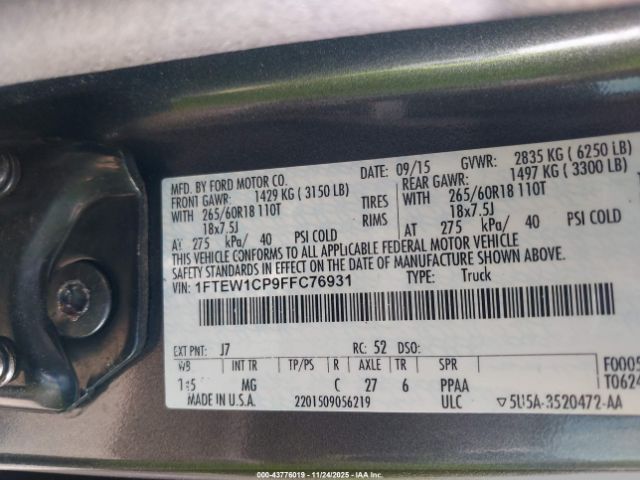 MFD. BY FORD MOTOR CO. DATE: 09/15 GVWR: 2835 KG ( 6250 LB)
FRONT GAWR: 1429 KG ( 3150 LB) REAR GAWR: 1497 KG ( 3300 LB)
WITH 265/60R18 110T TIRES WITH 265/60R18 110T
18x7.5J RIMS 18x7.5J
AT 275 kPa/ 40 PSI COLD AT 275 kPa/ 40 PSI COLD
THIS VEHICLE CONFORMS TO ALL APPLICABLE FEDERAL MOTOR VEHICLE
SAFETY STANDARDS IN EFFECT ON THE DATE OF MANUFACTURE SHOWN ABOVE.
VIN: 1FTEW1CP9FFC76931 TYPE: Truck
EXT PNT: J7 RC: 52 DSO:
WB INT TR TP/PS R AXLE TR SPR F0005
MG C 27 6 PPAA T0624
MADE IN U.S.A. 2201509056219 ULC 5U5A-3520472-AA
000-43776019 - 11/24/2025 - IAAI.COM